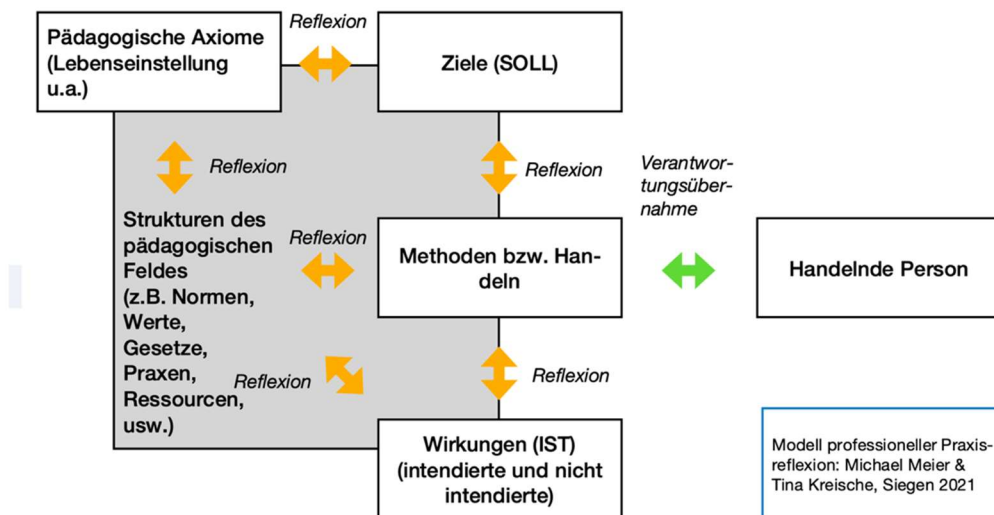 Reflexion
Pädagogische Axiome
(Lebenseinstellung
u.a.)
Ziele (SOLL)
Reflexion
Reflexion
Verantwor-
tungsüber-
nahme
Strukturen des
pädagogischen
Feldes
(z.B. Normen,
Werte,
Gesetze,
Praxen,
Ressourcen,
usw.)
Reflexion
Methoden bzw. Han-
deln
Handelnde Person
Reflexion
Reflexion
Wirkungen (IST)
(intendierte und nicht
intendierte)
Modell professioneller Praxis-
reflexion: Michael Meier &
Tina Kreische, Siegen 2021